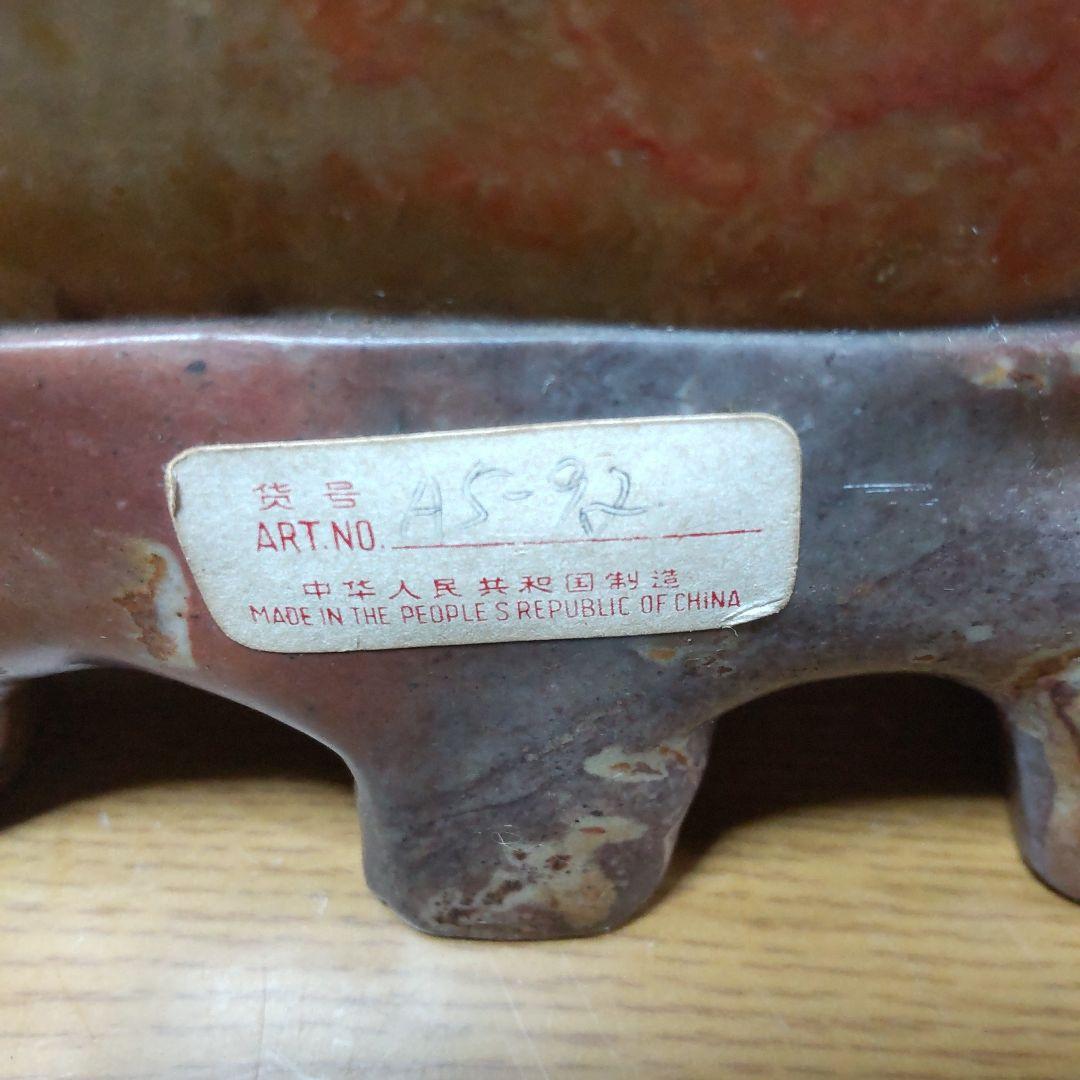 货号
ART.NO. AS-92
中华人民共和国制造
MADE IN THE PEOPLE'S REPUBLIC OF CHINA